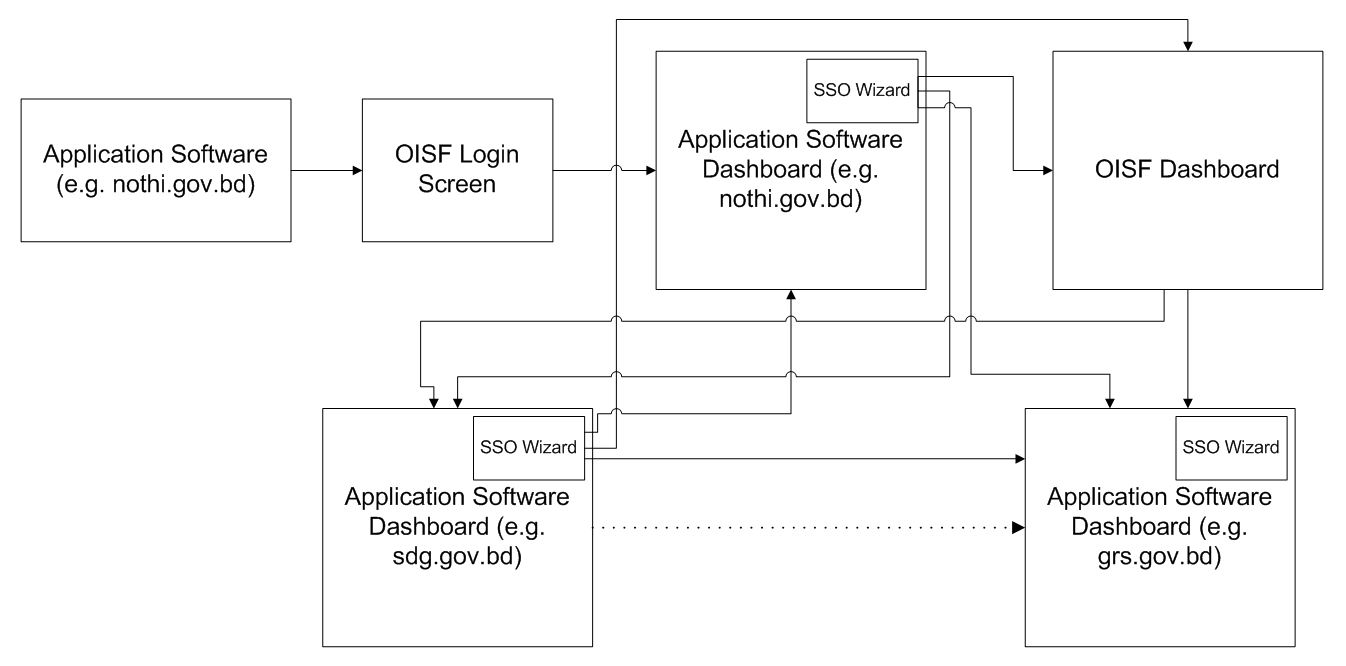 Application Software
(e.g. nothi.gov.bd)
OISF Login
Screen
SSO Wizard
Application Software
Dashboard (e.g.
nothi.gov.bd)
OISF Dashboard
SSO Wizard
Application Software
Dashboard (e.g.
sdg.gov.bd)
SSO Wizard
Application Software
Dashboard (e.g.
grs.gov.bd)